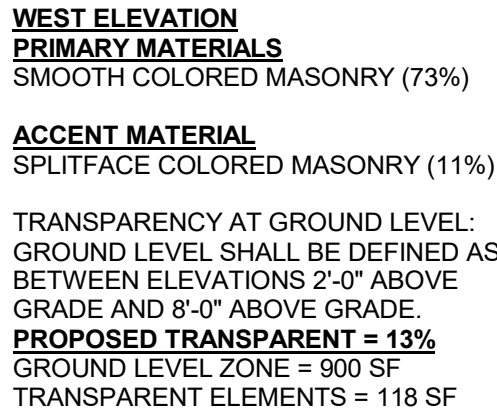 WEST ELEVATION
PRIMARY MATERIALS
SMOOTH COLORED MASONRY (73%)
ACCENT MATERIAL
SPLITFACE COLORED MASONRY (11%)
TRANSPARENCY AT GROUND LEVEL:
GROUND LEVEL SHALL BE DEFINED AS
BETWEEN ELEVATIONS 2'-0" ABOVE
GRADE AND 8'-0" ABOVE GRADE.
PROPOSED TRANSPARENT = 13%
GROUND LEVEL ZONE = 900 SF
TRANSPARENT ELEMENTS = 118 SF